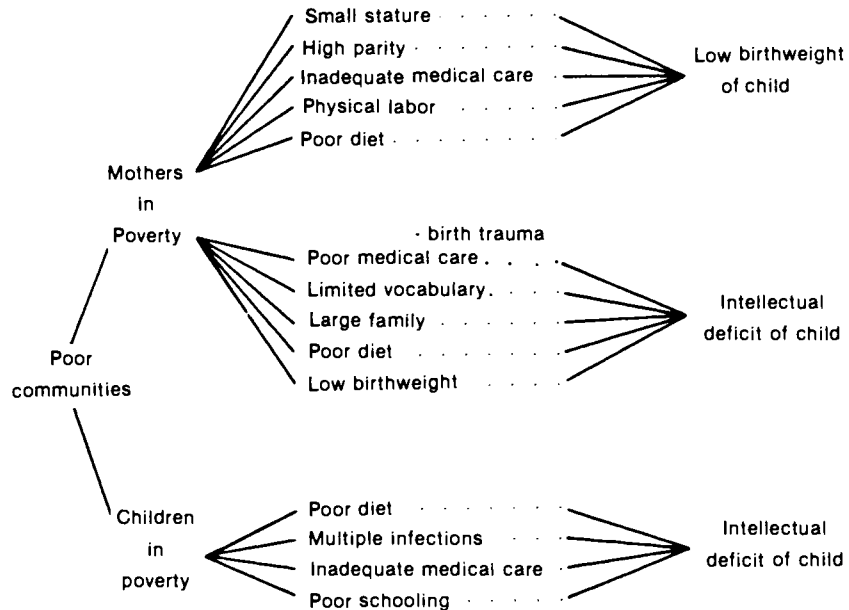 Small stature
High parity
Inadequate medical care
Physical labor
Poor diet
Low birthweight
of child
Mothers
in
Poverty
- birth trauma
Poor medical care
Limited vocabulary
Large family
Poor diet
Low birthweight
Intellectual
deficit of child
Poor
communities
Children
in
poverty
Poor diet
Multiple infections
Inadequate medical care
Poor schooling
Intellectual
deficit of child